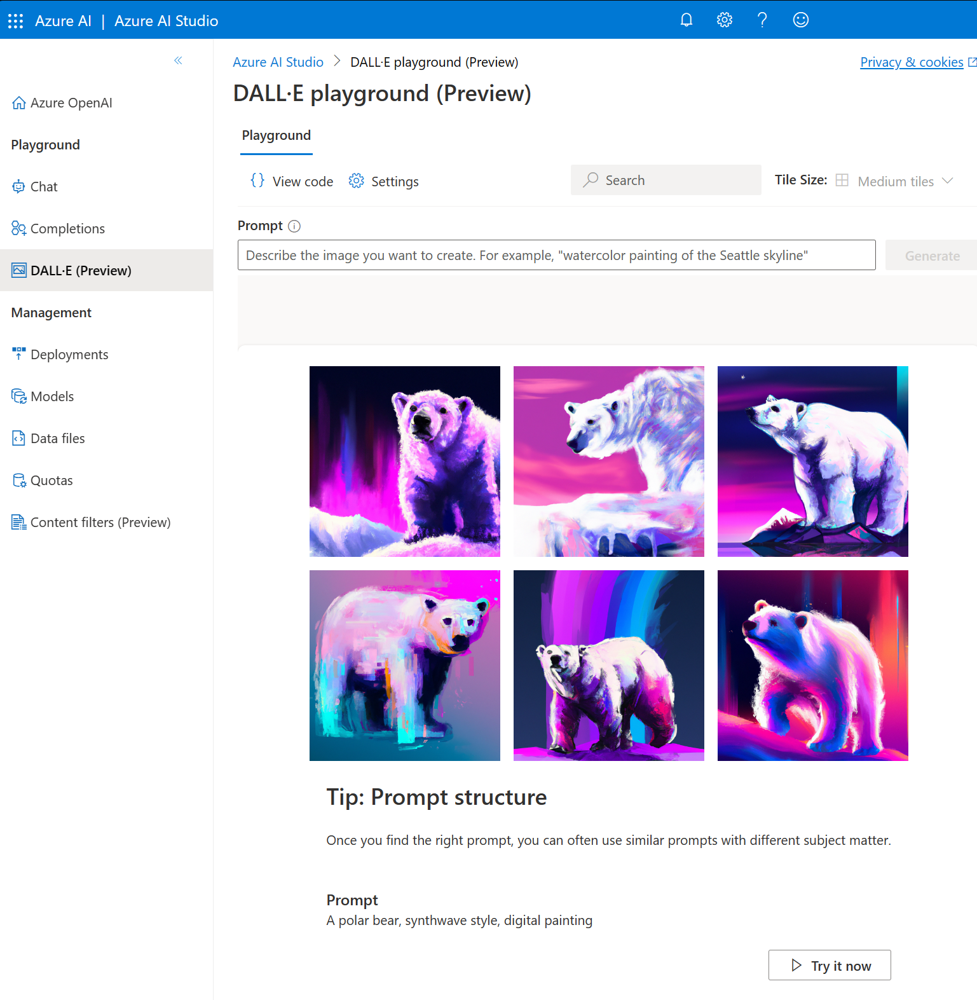 Azure AI | Azure AI Studio
Azure AI Studio > DALL·E playground (Preview)
Privacy & cookies
DALL·E playground (Preview)
Azure OpenAI
Playground
Chat
Completions
DALL·E (Preview)
Management
Deployments
Models
Data files
Quotas
Content filters (Preview)
Playground
View code
Settings
Search
Tile Size:
Medium tiles
Prompt
Describe the image you want to create. For example, "watercolor painting of the Seattle skyline"
Generate
Tip: Prompt structure
Once you find the right prompt, you can often use similar prompts with different subject matter.
Prompt
A polar bear, synthwave style, digital painting
Try it now